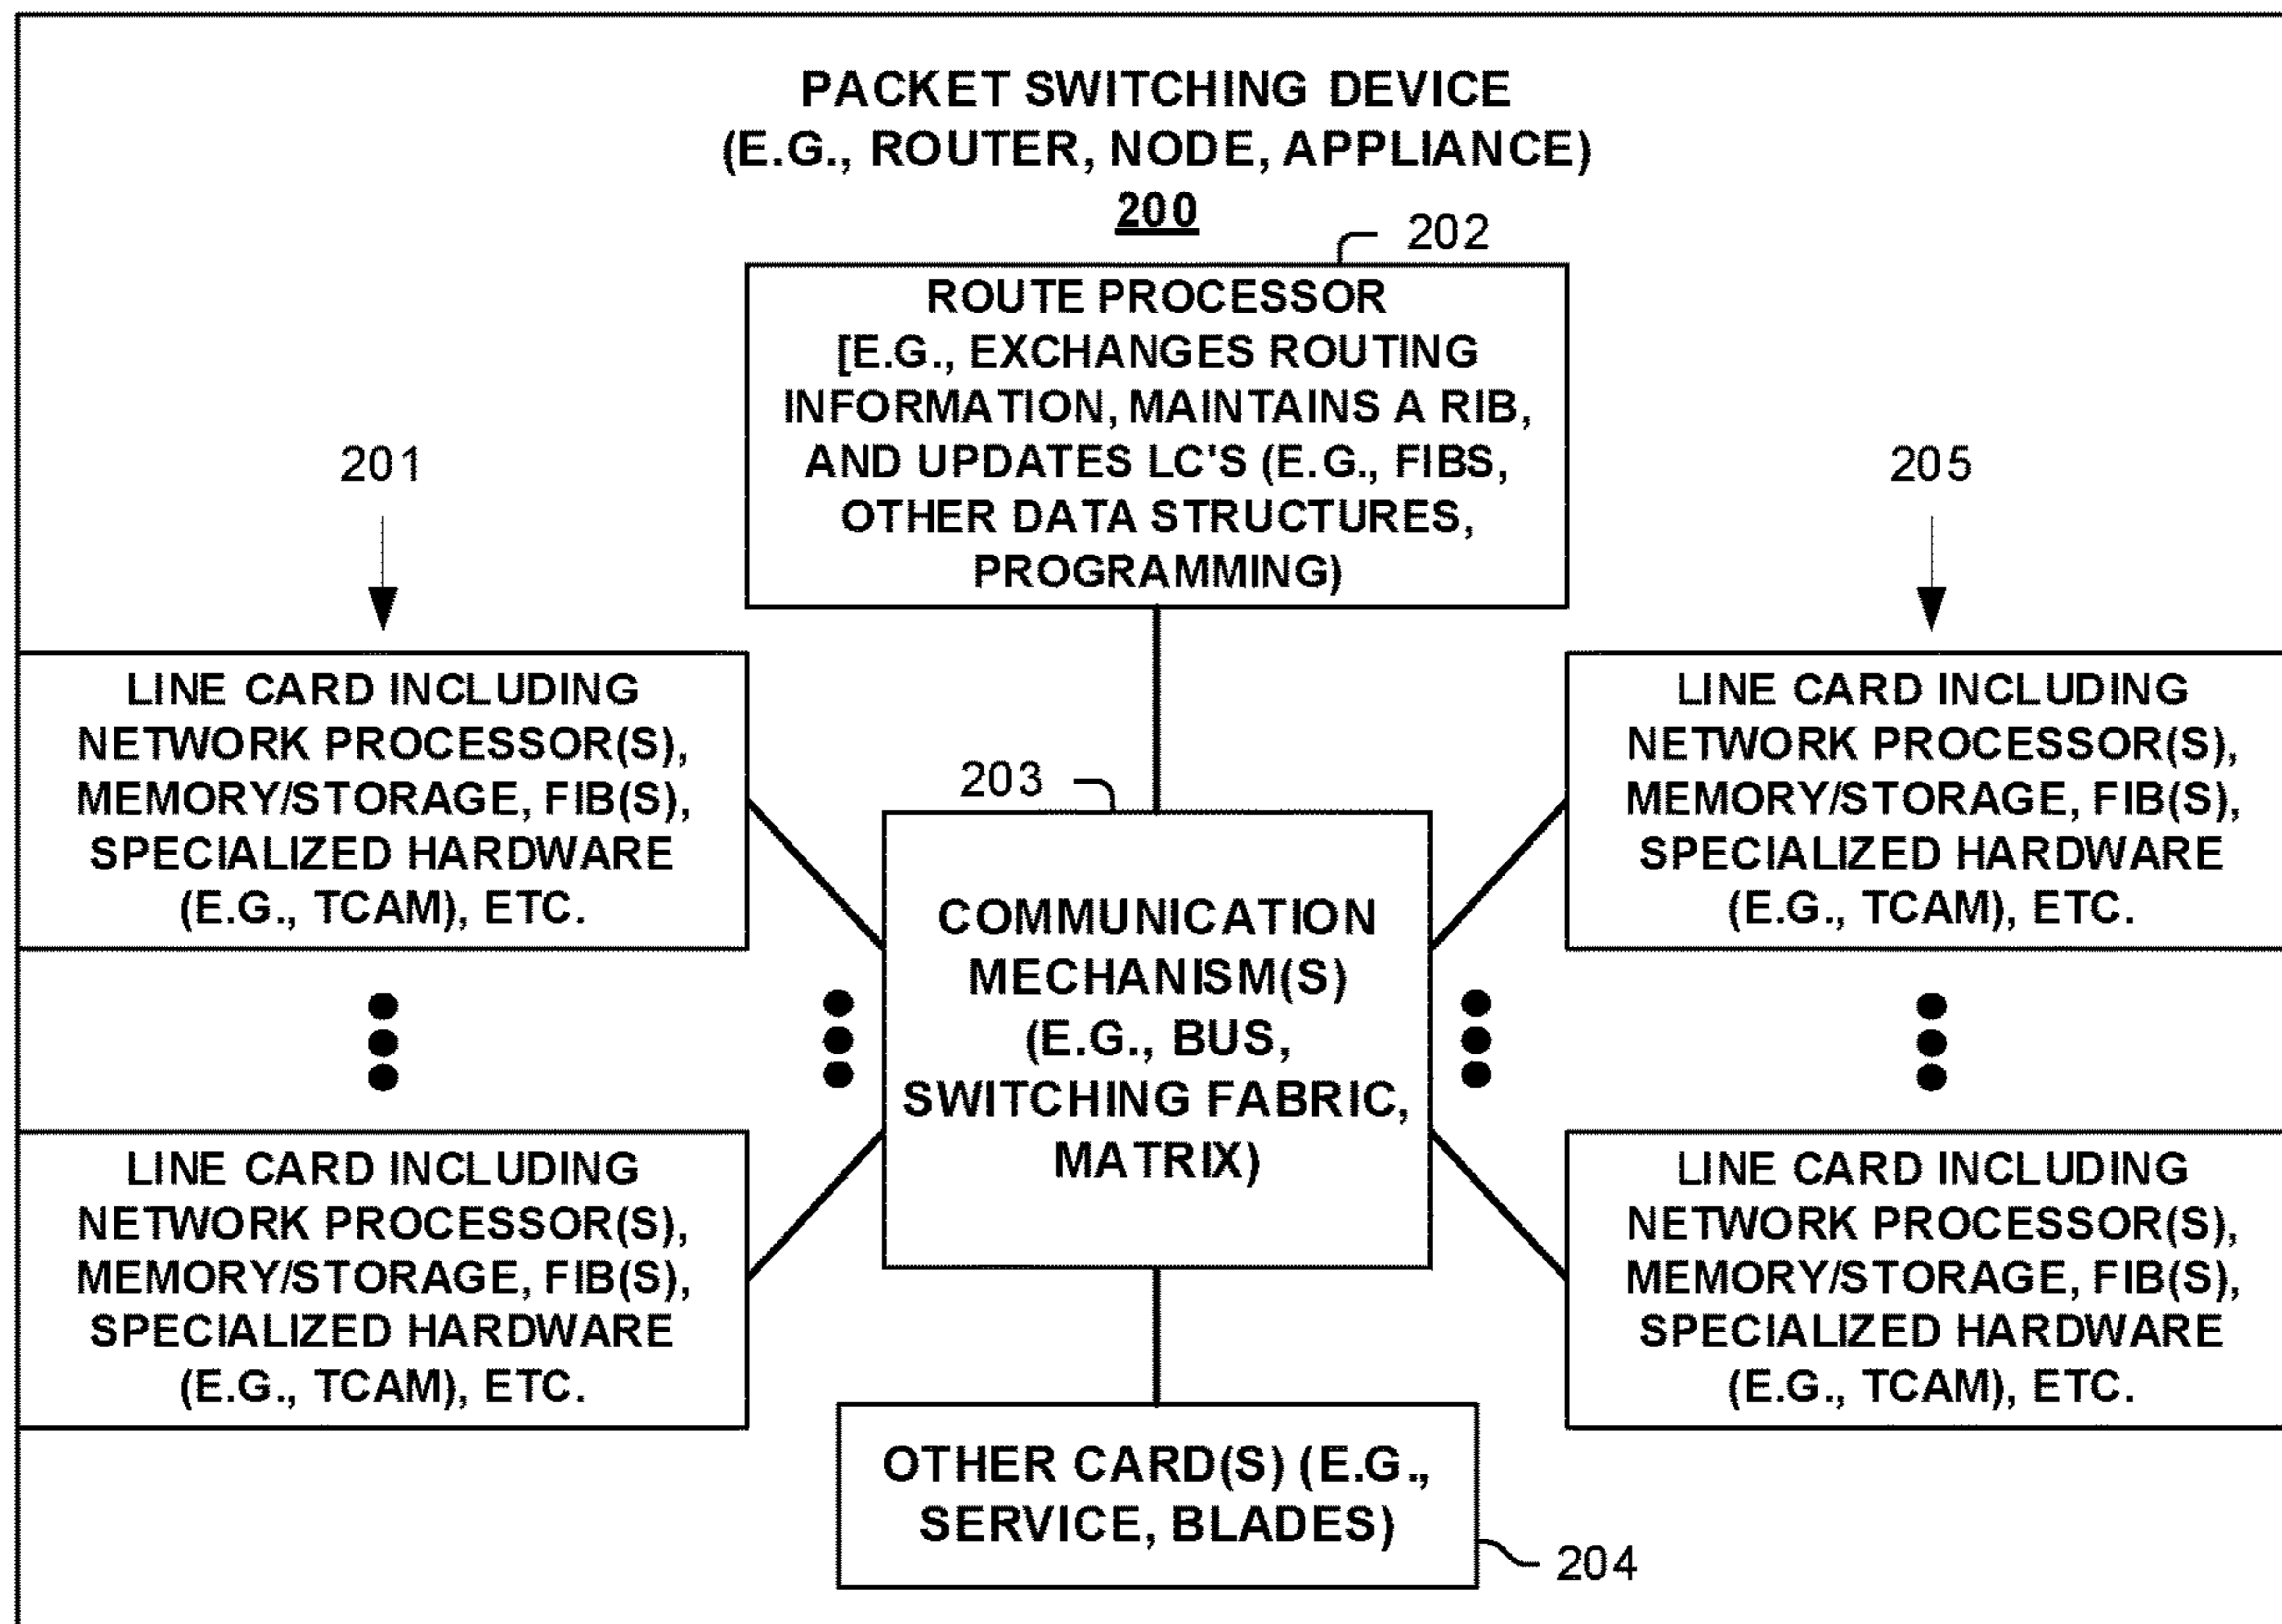 PACKET SWITCHING DEVICE
(E.G., ROUTER, NODE, APPLIANCE)
200
202
ROUTE PROCESSOR
[E.G., EXCHANGES ROUTING
INFORMATION, MAINTAINS A RIB,
AND UPDATES LC'S (E.G., FIBS,
OTHER DATA STRUCTURES,
PROGRAMMING)
201
LINE CARD INCLUDING
NETWORK PROCESSOR(S),
MEMORY/STORAGE, FIB(S),
SPECIALIZED HARDWARE
(E.G., TCAM), ETC.
LINE CARD INCLUDING
NETWORK PROCESSOR(S),
MEMORY/STORAGE, FIB(S),
SPECIALIZED HARDWARE
(E.G., TCAM), ETC.
203
COMMUNICATION
MECHANISM(S)
(E.G., BUS,
SWITCHING FABRIC,
MATRIX)
205
LINE CARD INCLUDING
NETWORK PROCESSOR(S),
MEMORY/STORAGE, FIB(S),
SPECIALIZED HARDWARE
(E.G., TCAM), ETC.
LINE CARD INCLUDING
NETWORK PROCESSOR(S),
MEMORY/STORAGE, FIB(S),
SPECIALIZED HARDWARE
(E.G., TCAM), ETC.
OTHER CARD(S) (E.G.,
SERVICE, BLADES)
204